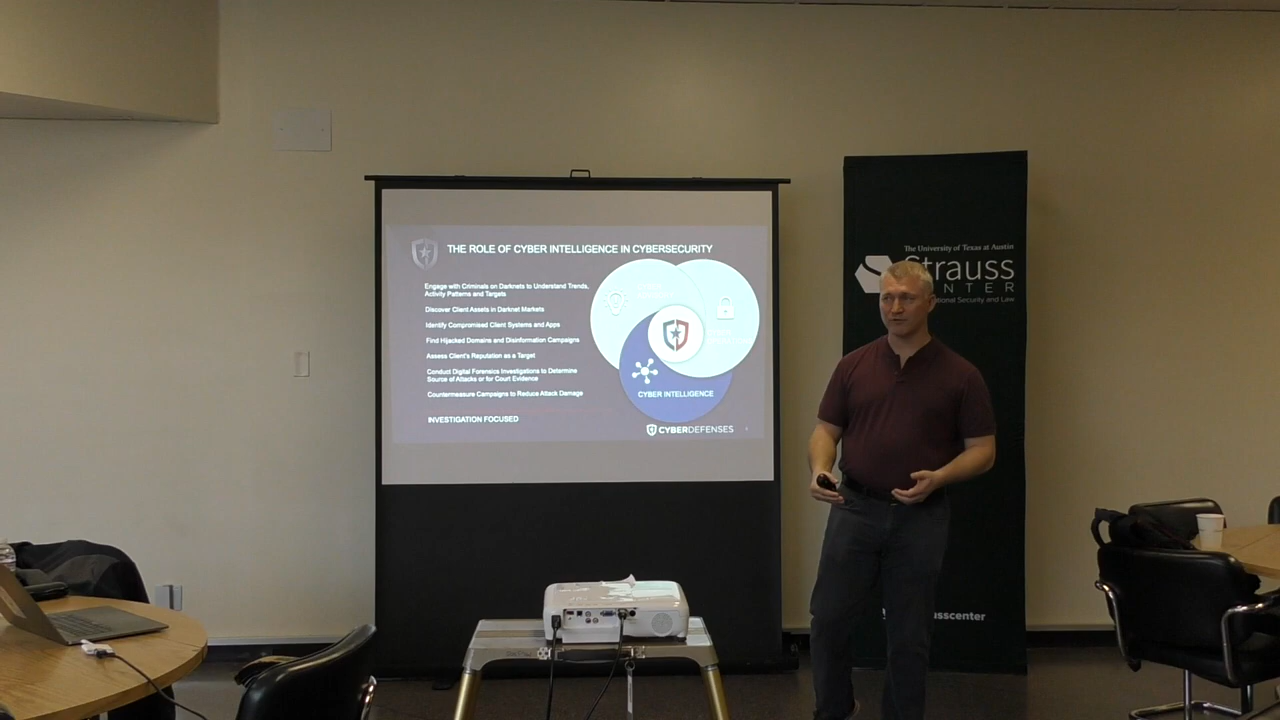 THE ROLE OF CYBER INTELLIGENCE IN CYBERSECURITY
Engage with Criminals on Darknets to Understand Trends,
Activity Patterns and Targets
Discover Client Assets in Darknet Markets
Identify Compromised Client Systems and Apps
Find Hijacked Domains and Disinformation Campaigns
Assess Client's Reputation as a Target
Conduct Digital Forensics Investigations to Determine
Source of Attacks or for Court Evidence
Countermeasure Campaigns to Reduce Attack Damage
INVESTIGATION FOCUSED
CYBER INTELLIGENCE
CYBERDEFENSES
The University of Texas at Austin
Strauss
Security and Law